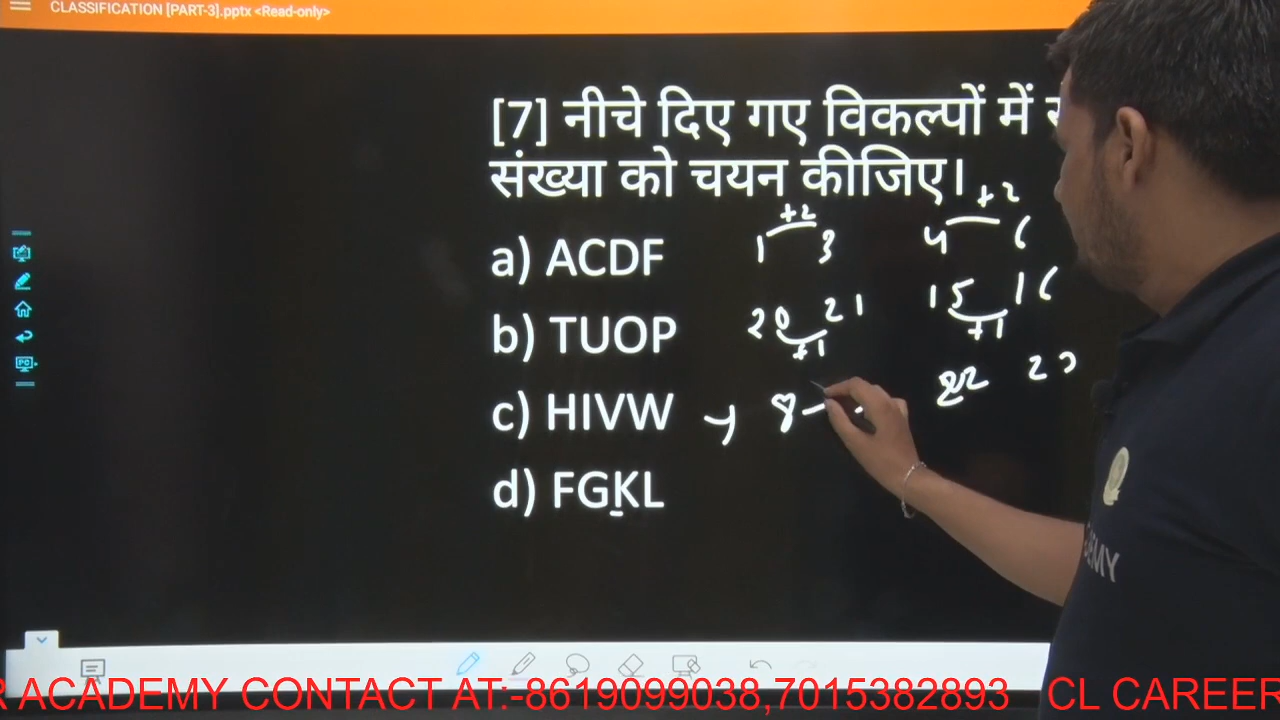 CLASSIFICATION [PART-3].pptx <Read-only>
[7] नीचे दिए गए विकल्पों में
संख्या को चयन कीजिए।
+2 +2
a) ACDF 1 3 4 6
b) TUOP 20 21 15 16
+1 +1
c) HIVW 8 22 23
d) FGKL
EMY
R ACADEMY CONTACT AT:-8619099038,7015382893 CL CAREER